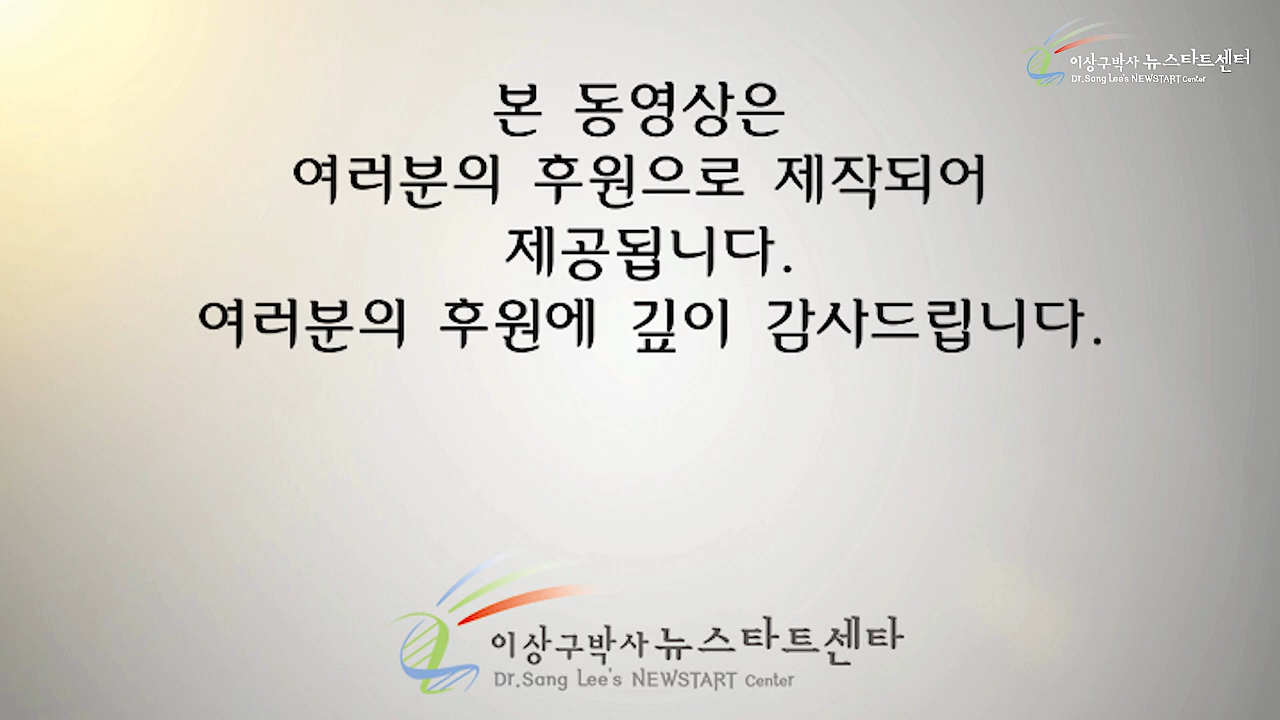 이상구박사 뉴스타트센터
Dr.Sang Lee's NEWSTART Center
본 동영상은
여러분의 후원으로 제작되어
제공됩니다.
여러분의 후원에 깊이 감사드립니다.
이상구박사 뉴스타트센타
Dr.Sang Lee's NEWSTART Center